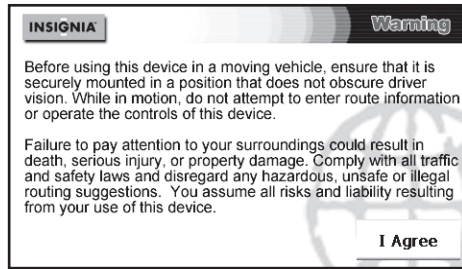 INSIGNIA
Warning
Before using this device in a moving vehicle, ensure that it is
securely mounted in a position that does not obscure driver
vision. While in motion, do not attempt to enter route information
or operate the controls of this device.
Failure to pay attention to your surroundings could result in
death, serious injury, or property damage. Comply with all traffic
and safety laws and disregard any hazardous, unsafe or illegal
routing suggestions. You assume all risks and liability resulting
from your use of this device.
I Agree